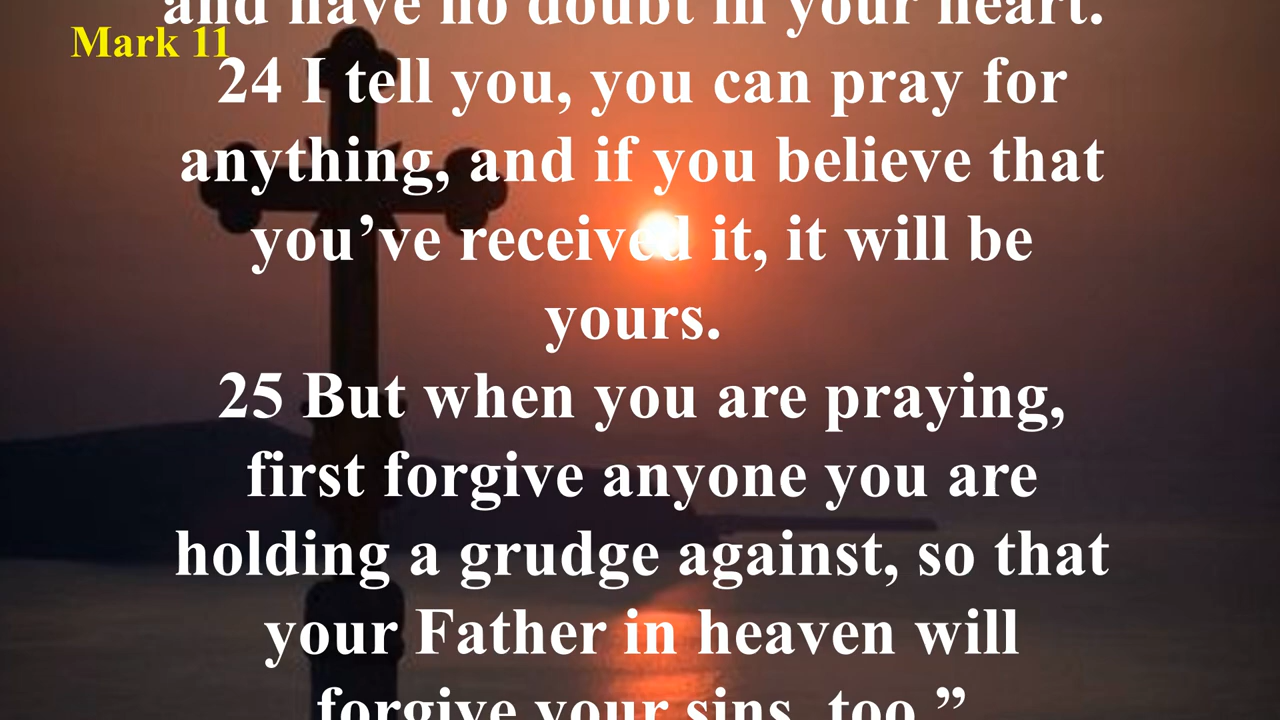 and have no doubt in your heart.
Mark 11
24 I tell you, you can pray for
anything, and if you believe that
you’ve received it, it will be
yours.
25 But when you are praying,
first forgive anyone you are
holding a grudge against, so that
your Father in heaven will
forgive your sins, too.”